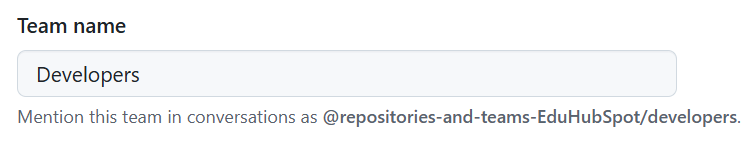 Team name
Developers
Mention this team in conversations as @repositories-and-teams-EduHubSpot/developers.